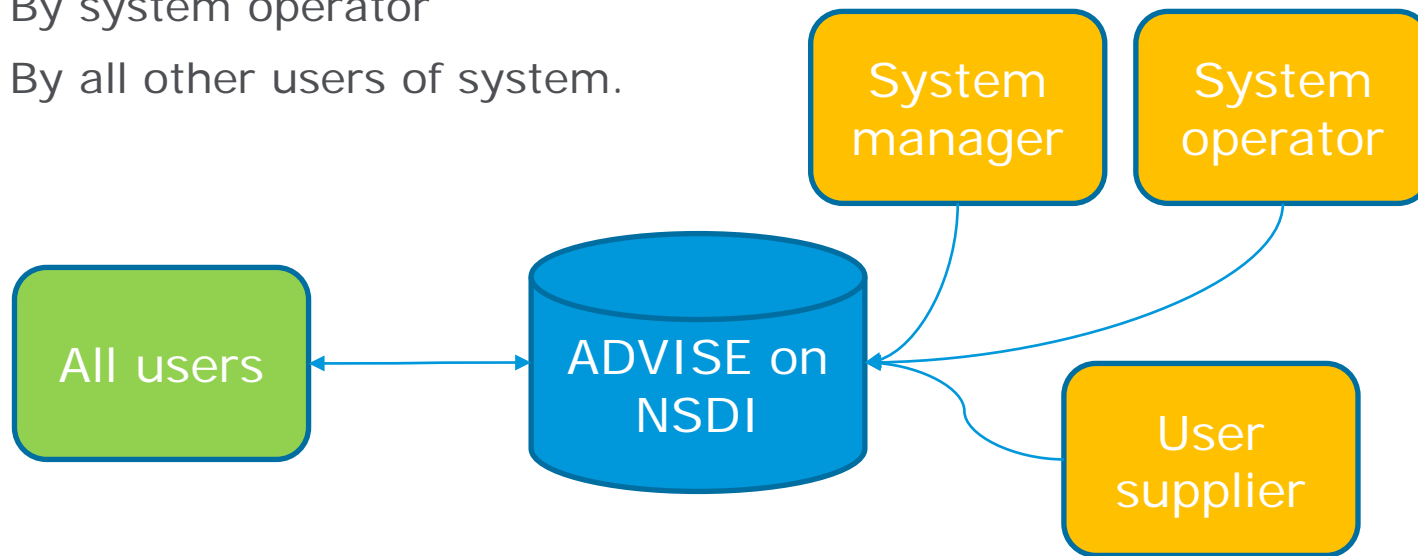 By system operator
By all other users of system.
System
manager
System
operator
All users
ADVISE on
NSDI
User
supplier